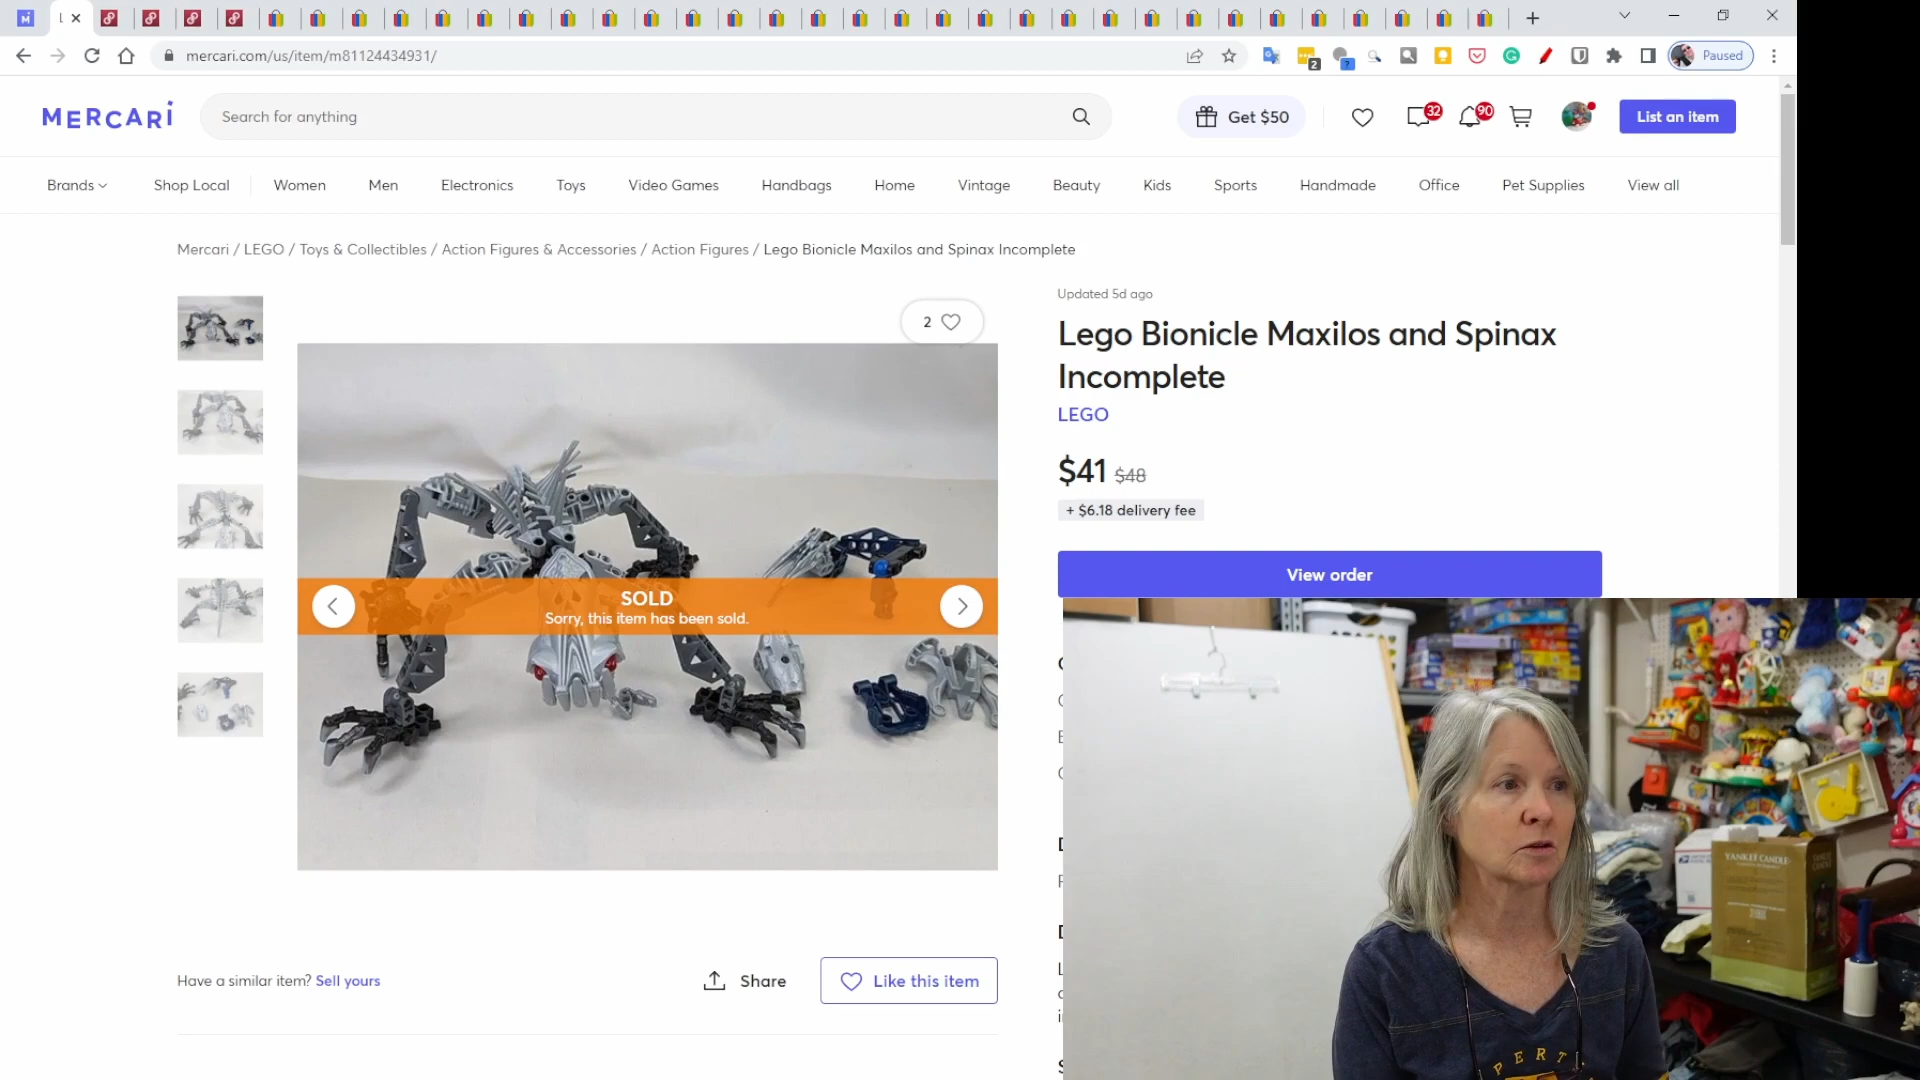 mercari.com/us/item/m81124434931/
2
?
Paused
MERCARI
Search for anything
Get $50
32
90
List an item
Brands
Shop Local
Women
Men
Electronics
Toys
Video Games
Handbags
Home
Vintage
Beauty
Kids
Sports
Handmade
Office
Pet Supplies
View all
Mercari / LEGO / Toys & Collectibles / Action Figures & Accessories / Action Figures / Lego Bionicle Maxilos and Spinax Incomplete
2
Updated 5d ago
Lego Bionicle Maxilos and Spinax
Incomplete
LEGO
$41 $48
+ $6.18 delivery fee
View order
SOLD
Sorry, this item has been sold.
Have a similar item? Sell yours
Share
Like this item
YANKEE CANDLE
PERT